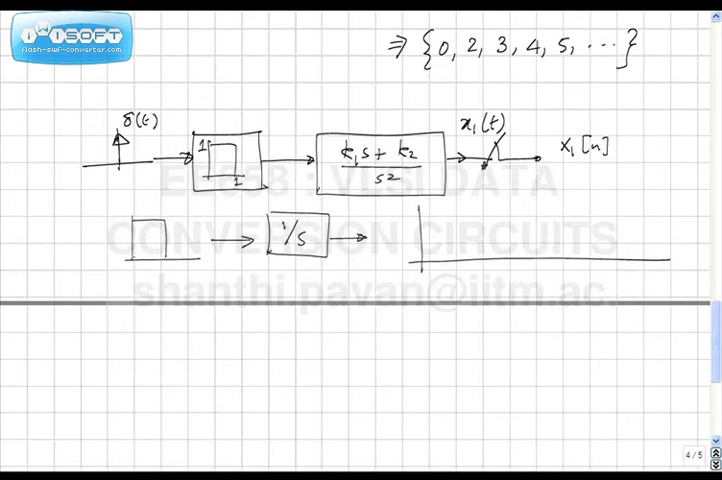 iWiSOFT
flash-swf-converter.com
⇒ {0, 2, 3, 4, 5, ...}
δ(t)
1
1
k₁s + k₂
s2
x₁(t)
x₁[n]
EE658 : VLSI DATA
1/s
CONVERSION CIRCUITS
shanthi.pavan@iitm.ac.
4 / 5